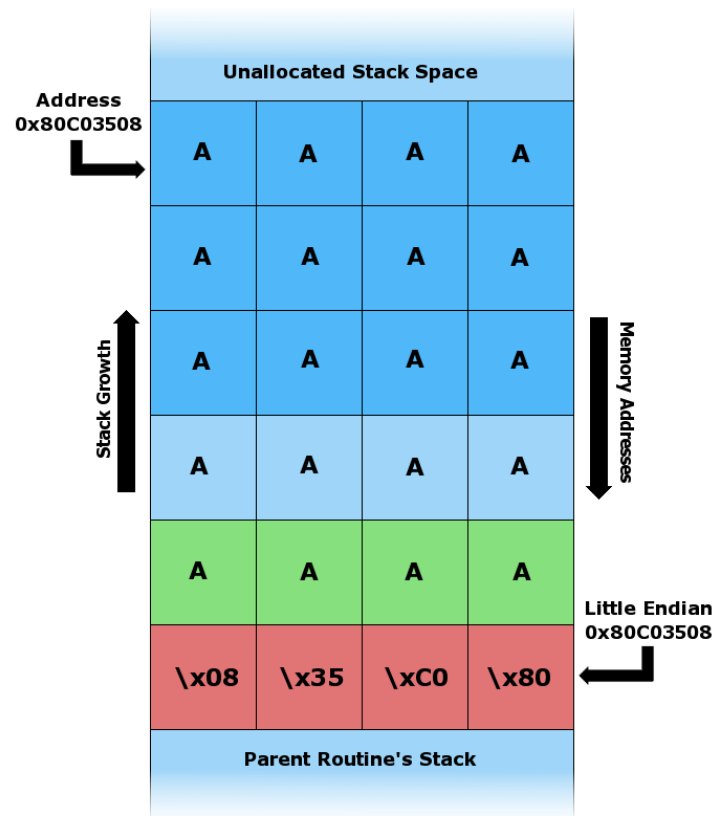 Unallocated Stack Space
Address
0x80C03508
A A A A
A A A A
A A A A
Stack Growth
Memory Addresses
A A A A
A A A A
Little Endian
0x80C03508
\x08 \x35 \xC0 \x80
Parent Routine's Stack